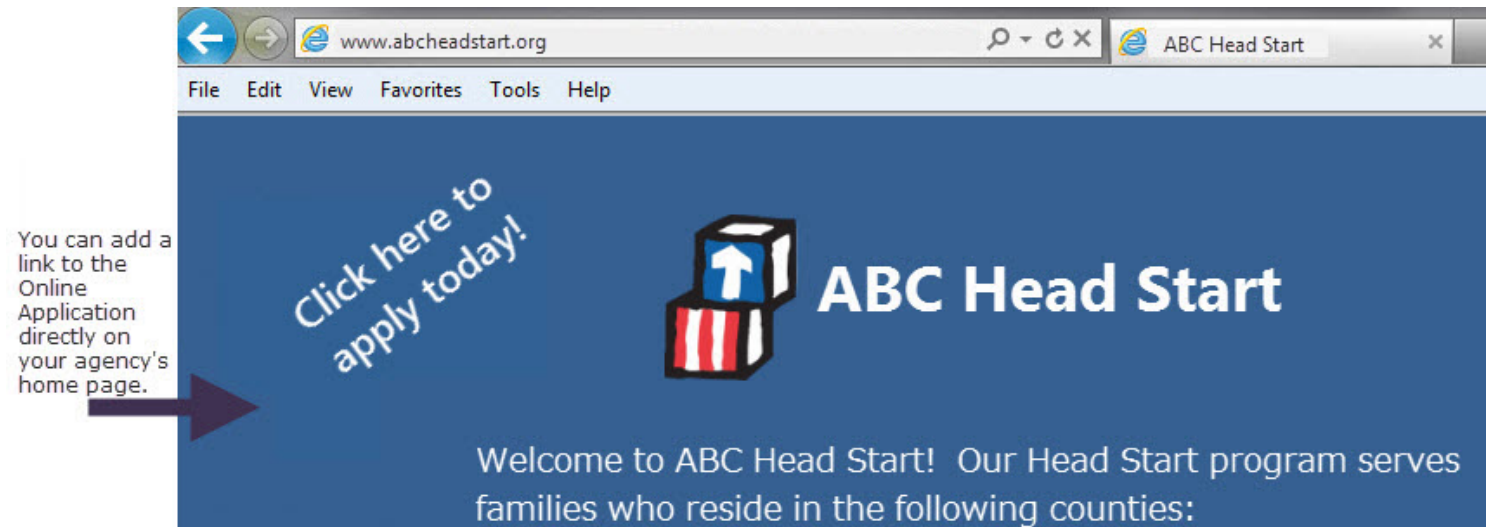 www.abcheadstart.org
ABC Head Start
File Edit View Favorites Tools Help
You can add a
link to the
Online
Application
directly on
your agency's
home page.
Click here to
apply today!
ABC Head Start
Welcome to ABC Head Start! Our Head Start program serves
families who reside in the following counties: